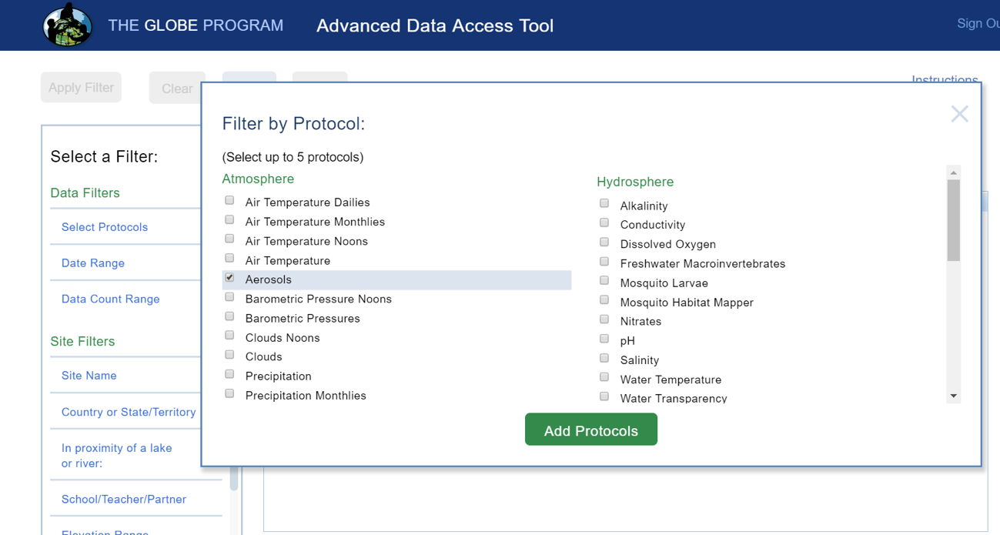 THE GLOBE PROGRAM
Advanced Data Access Tool
Sign Ou
Apply Filter
Clear
Instructions
Select a Filter:
Data Filters
Select Protocols
Date Range
Data Count Range
Site Filters
Site Name
Country or State/Territory
In proximity of a lake
or river:
School/Teacher/Partner
Elevation Range
Filter by Protocol:
(Select up to 5 protocols)
Atmosphere
Air Temperature Dailies
Air Temperature Monthlies
Air Temperature Noons
Air Temperature
Aerosols
Barometric Pressure Noons
Barometric Pressures
Clouds Noons
Clouds
Precipitation
Precipitation Monthlies
Hydrosphere
Alkalinity
Conductivity
Dissolved Oxygen
Freshwater Macroinvertebrates
Mosquito Larvae
Mosquito Habitat Mapper
Nitrates
pH
Salinity
Water Temperature
Water Transparency
Add Protocols